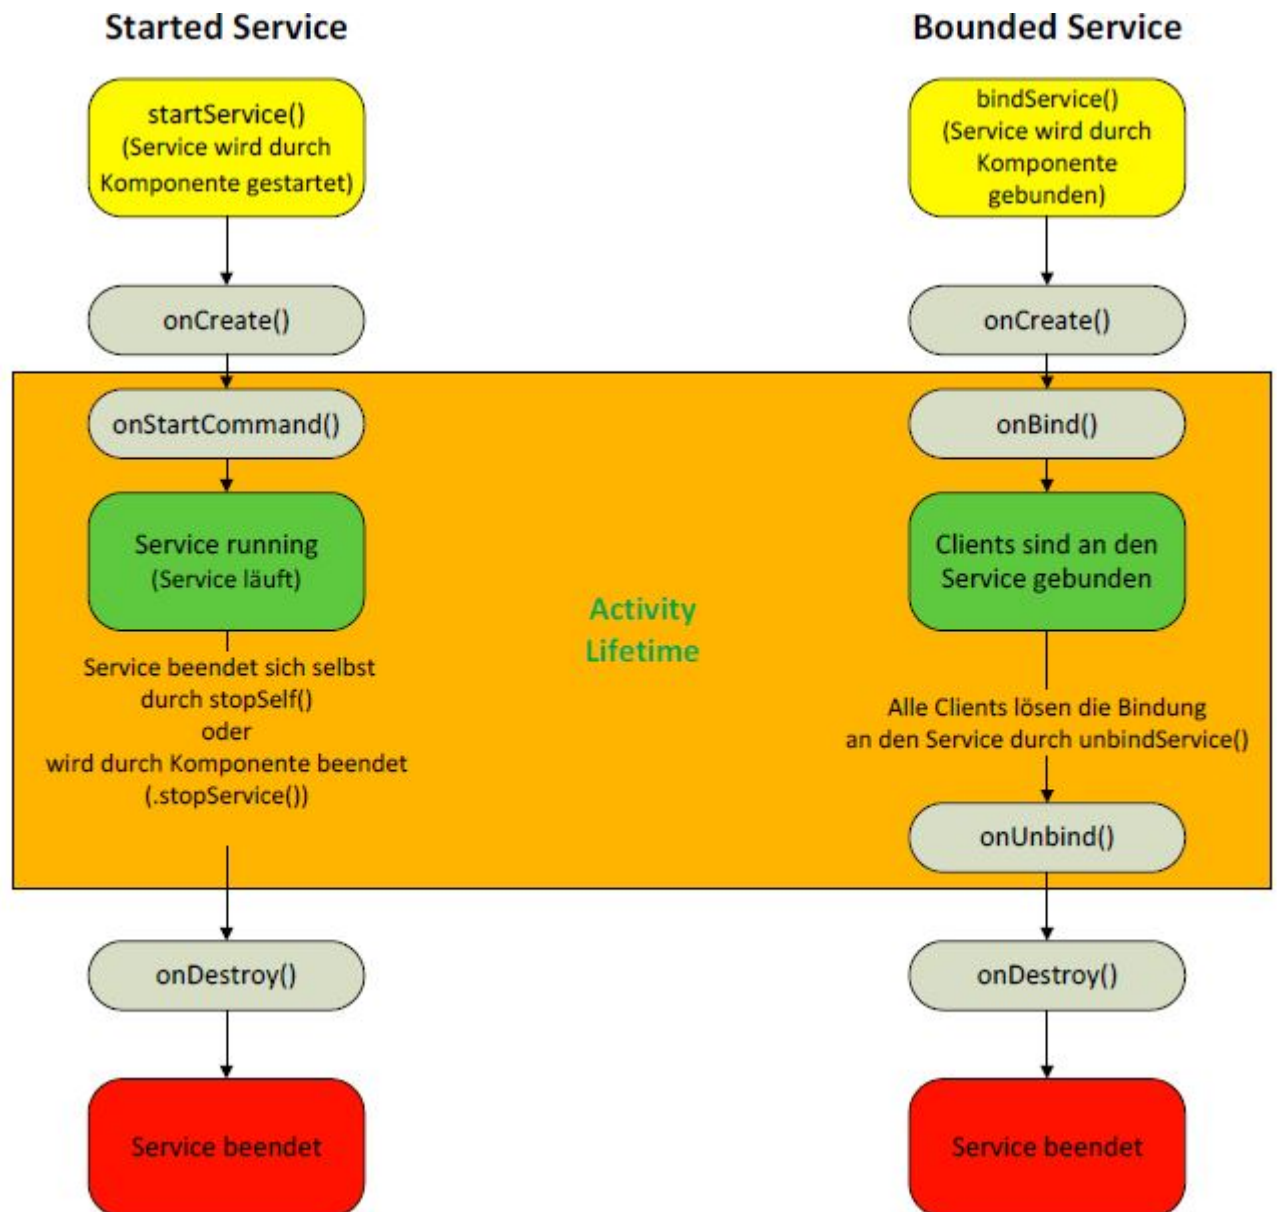 Started Service
startService()
(Service wird durch
Komponente gestartet)
onCreate()
onStartCommand()
Service running
(Service läuft)
Service beendet sich selbst
durch stopSelf()
oder
wird durch Komponente beendet
(.stopService())
onDestroy()
Service beendet
Activity
Lifetime
Bounded Service
bindService()
(Service wird durch
Komponente
gebunden)
onCreate()
onBind()
Clients sind an den
Service gebunden
Alle Clients lösen die Bindung
an den Service durch unbindService()
onUnbind()
onDestroy()
Service beendet